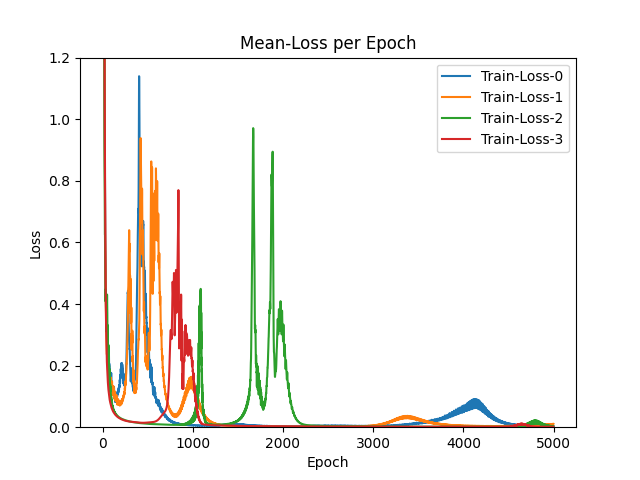 Mean-Loss per Epoch
1.2
1.0
0.8
0.6
0.4
0.2
0.0
Loss
Train-Loss-0
Train-Loss-1
Train-Loss-2
Train-Loss-3
0 1000 2000 3000 4000 5000
Epoch